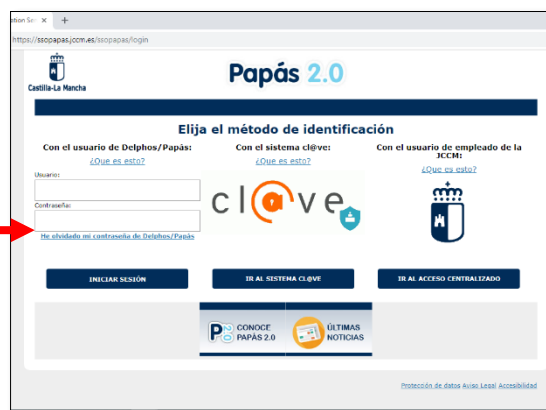 stion Ser × +
https://ssopapas.jccm.es/ssopapas/login
Castilla-La Mancha
Papás 2.0
Elija el método de identificación
Con el usuario de Delphos/Papás:
¿Que es esto?
Usuario:
Contraseña:
He olvidado mi contraseña de Delphos/Papás
INICIAR SESIÓN
Con el sistema cl@ve:
¿Que es esto?
cl@ve
IR AL SISTEMA CL@VE
Con el usuario de empleado de la
JCCM:
¿Que es esto?
IR AL ACCESO CENTRALIZADO
P20 CONOCE
PAPÁS 2.0
ÚLTIMAS
NOTICIAS
Protección de datos Aviso Legal Accesibilidad